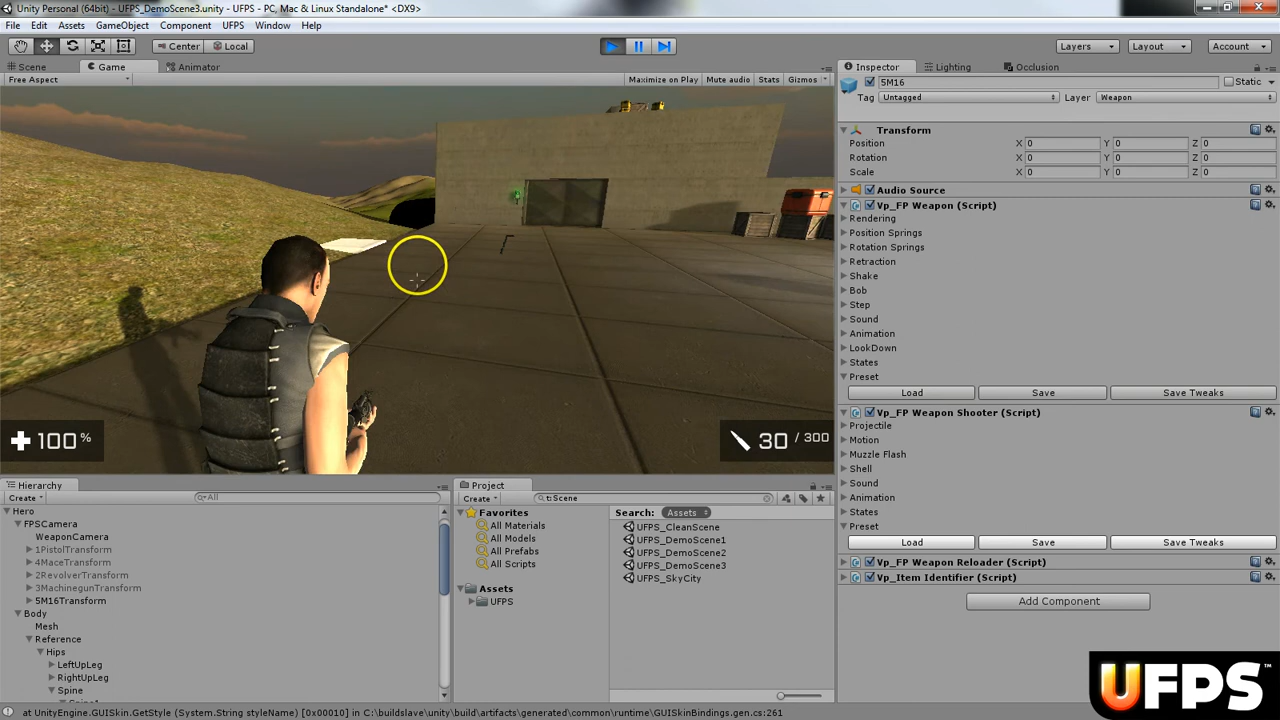 Unity Personal (64bit) - UFPS_DemoScene3.unity - UFPS - PC, Mac & Linux Standalone* <DX9>
File Edit Assets GameObject Component UFPS Window Help
Center Local Layers Layout Account
Scene Game Animator
Free Aspect Maximize on Play Mute audio Stats Gizmos
100%
30 / 300
Inspector Lighting Occlusion
5M16 Static
Tag Untagged Layer Weapon
Transform
Position X 0 Y 0 Z 0
Rotation X 0 Y 0 Z 0
Scale X 0 Y 0 Z 0
Audio Source
Vp_FP Weapon (Script)
Rendering
Position Springs
Rotation Springs
Retraction
Shake
Bob
Step
Sound
Animation
LookDown
States
Preset
Load Save Save Tweaks
Vp_FP Weapon Shooter (Script)
Projectile
Motion
Muzzle Flash
Shell
Sound
Animation
States
Preset
Load Save Save Tweaks
Vp_FP Weapon Reloader (Script)
Vp_Item Identifier (Script)
Add Component
Hierarchy
Create All
Hero
FPSCamera
WeaponCamera
1PistolTransform
4MaceTransform
2RevolverTransform
3MachinegunTransform
5M16Transform
Body
Mesh
Reference
Hips
LeftUpLeg
RightUpLeg
Spine
Project
Create t:Scene
Favorites
All Materials
All Models
All Prefabs
All Scripts
Assets
UFPS
Search: Assets
UFPS_CleanScene
UFPS_DemoScene1
UFPS_DemoScene2
UFPS_DemoScene3
UFPS_SkyCity
at UnityEngine.GUISkin.GetStyle (System.String styleName) [0x00010] in C:\buildslave\unity\build\artifacts\generated\common\runtime\GUISkinBindings.gen.cs:261
UFPS™